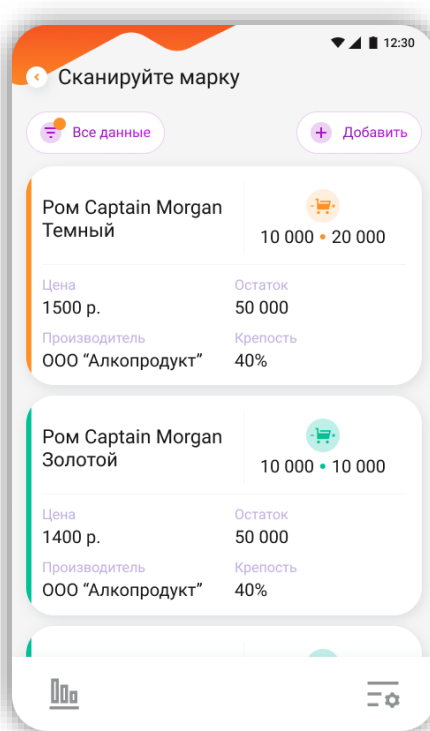 12:30
Сканируйте марку
Все данные
Добавить
Ром Captain Morgan
Темный
10 000 • 20 000
Цена
Остаток
1500 р.
50 000
Производитель
Крепость
ООО “Алкопродукт”
40%
Ром Captain Morgan
Золотой
10 000 • 10 000
Цена
Остаток
1400 р.
50 000
Производитель
Крепость
ООО “Алкопродукт”
40%